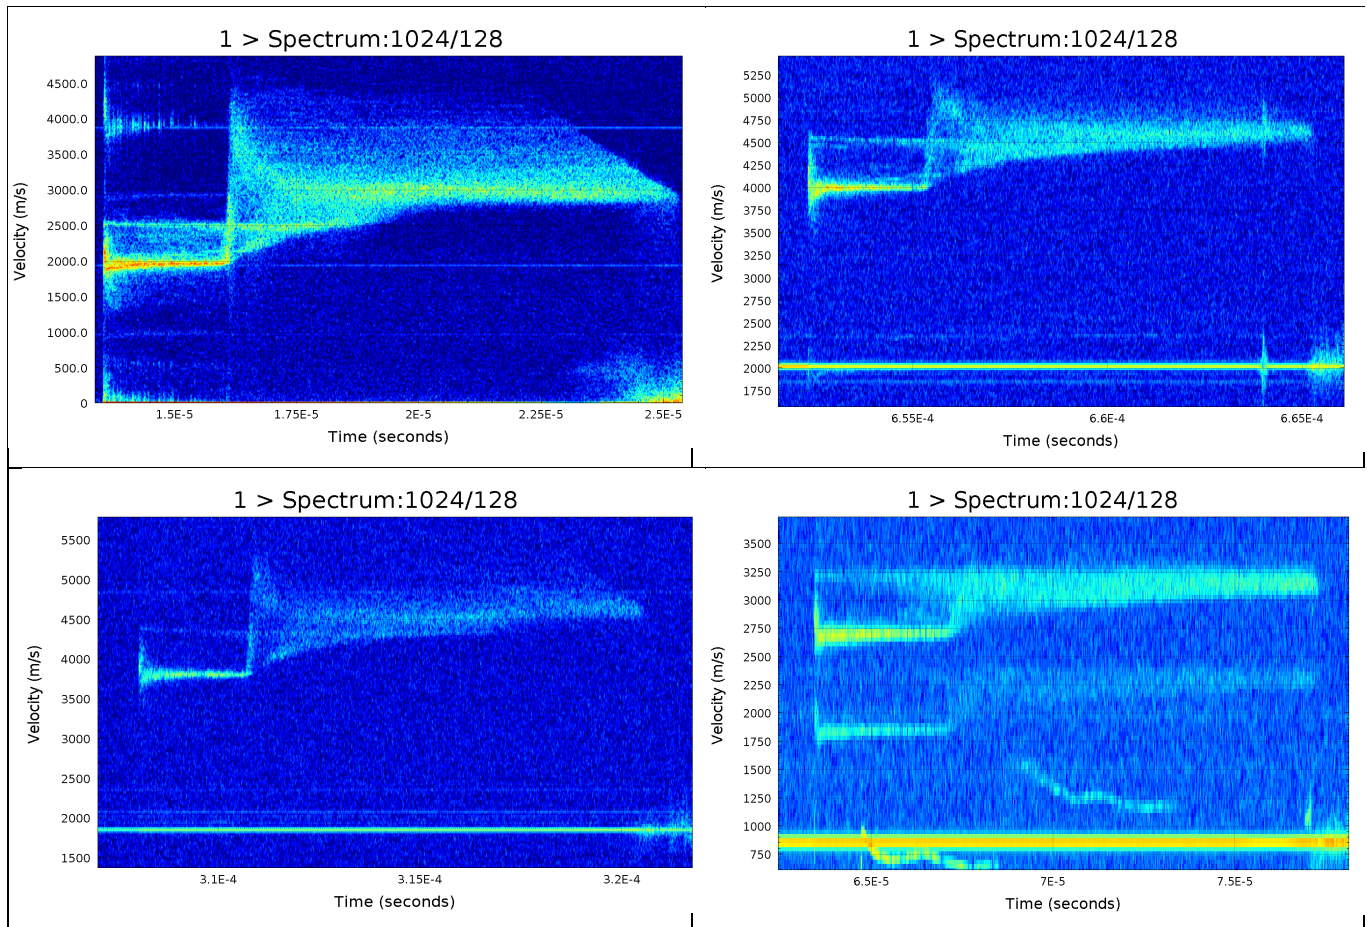 1 > Spectrum:1024/128
4500.0
4000.0
3500.0
3000.0
2500.0
2000.0
1500.0
1000.0
500.0
0
Velocity (m/s)
1.5E-5 1.75E-5 2E-5 2.25E-5 2.5E-5
Time (seconds)
1 > Spectrum:1024/128
5250
5000
4750
4500
4250
4000
3750
3500
3250
3000
2750
2500
2250
2000
1750
Velocity (m/s)
6.55E-4 6.6E-4 6.65E-4
Time (seconds)
1 > Spectrum:1024/128
5500
5000
4500
4000
3500
3000
2500
2000
1500
Velocity (m/s)
3.1E-4 3.15E-4 3.2E-4
Time (seconds)
1 > Spectrum:1024/128
3500
3250
3000
2750
2500
2250
2000
1750
1500
1250
1000
750
Velocity (m/s)
6.5E-5 7E-5 7.5E-5
Time (seconds)